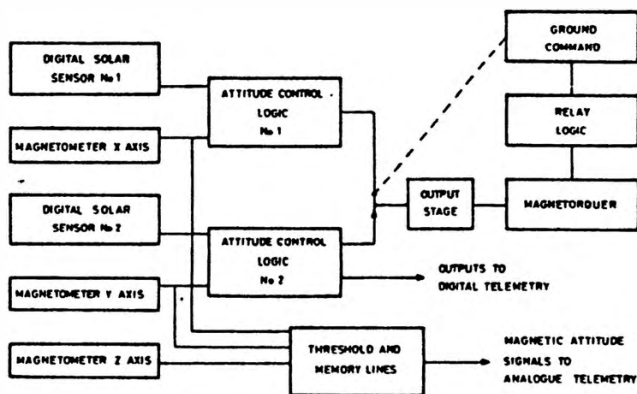 DIGITAL SOLAR
SENSOR No 1
MAGNETOMETER X AXIS
DIGITAL SOLAR
SENSOR No 2
MAGNETOMETER Y AXIS
MAGNETOMETER Z AXIS
ATTITUDE CONTROL
LOGIC
No 1
ATTITUDE CONTROL
LOGIC
No 2
THRESHOLD AND
MEMORY LINES
OUTPUT
STAGE
GROUND
COMMAND
RELAY
LOGIC
MAGNETORQUER
OUTPUTS TO
DIGITAL TELEMETRY
MAGNETIC ATTITUDE
SIGNALS TO
ANALOGUE TELEMETRY